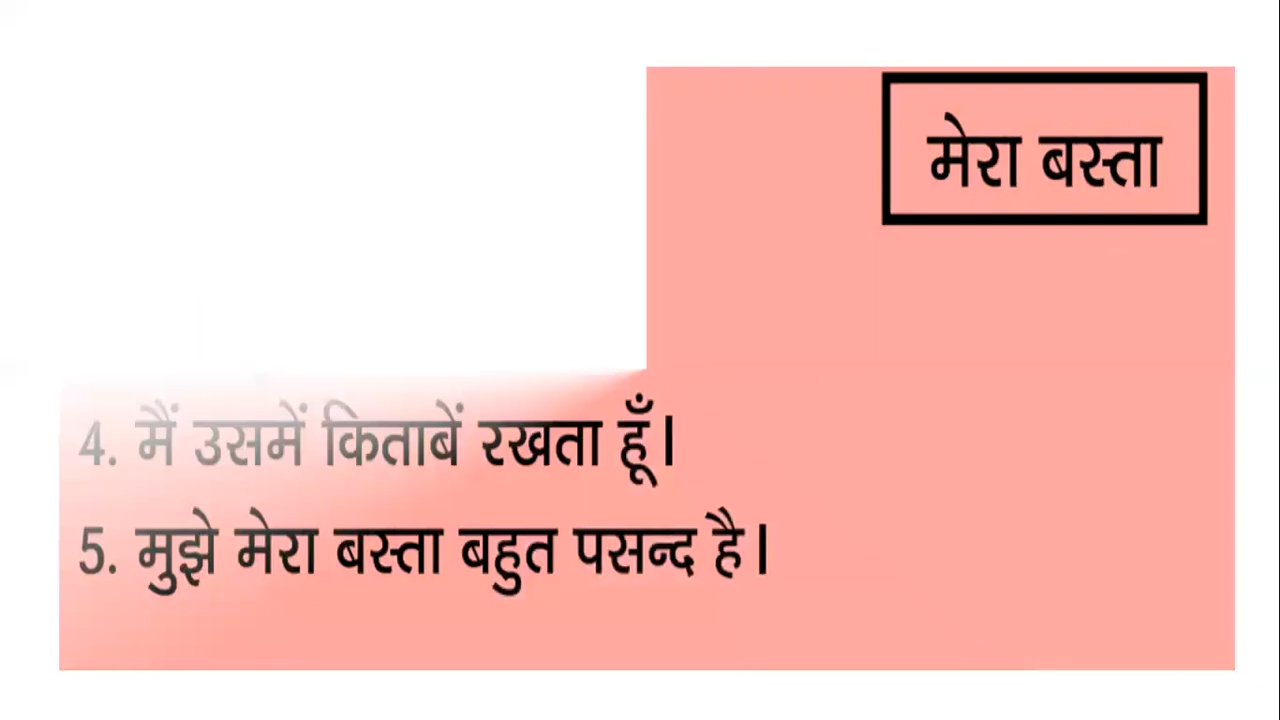 मेरा बस्ता
4. मैं उसमें किताबें रखता हूँ।
5. मुझे मेरा बस्ता बहुत पसन्द है।